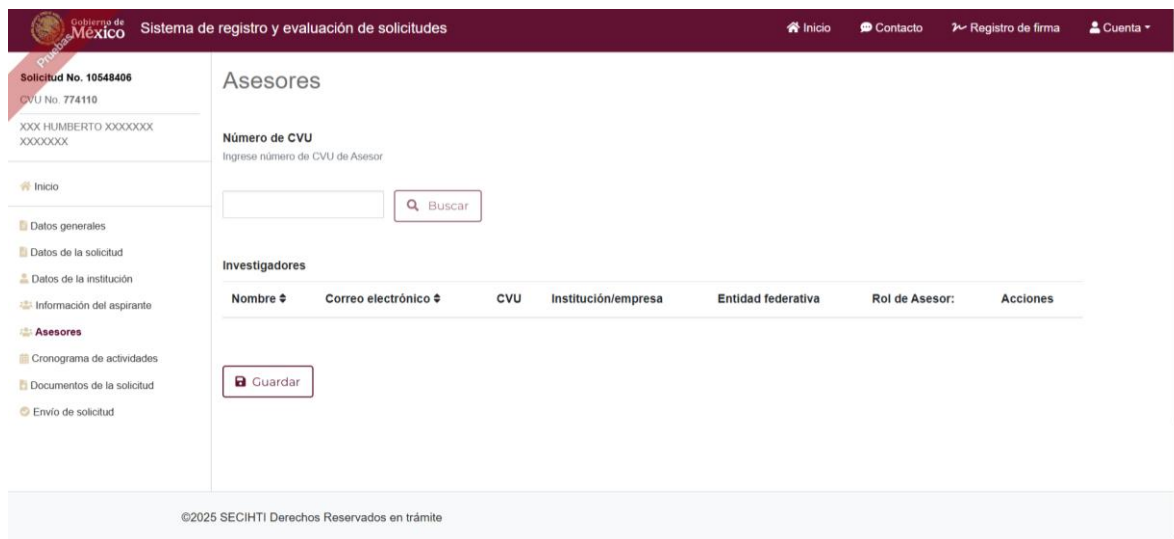 Gobierno de
México
Sistema de registro y evaluación de solicitudes
Inicio
Contacto
Registro de firma
Cuenta
Pruebas
Solicitud No. 10548406
CVU No. 774110
XXX HUMBERTO XXXXXXX
XXXXXXX
Inicio
Datos generales
Datos de la solicitud
Datos de la institución
Información del aspirante
Asesores
Cronograma de actividades
Documentos de la solicitud
Envío de solicitud
Asesores
Número de CVU
Ingrese número de CVU de Asesor
Buscar
Investigadores
Nombre Correo electrónico CVU Institución/empresa Entidad federativa Rol de Asesor: Acciones
Guardar
©2025 SECIHTI Derechos Reservados en trámite